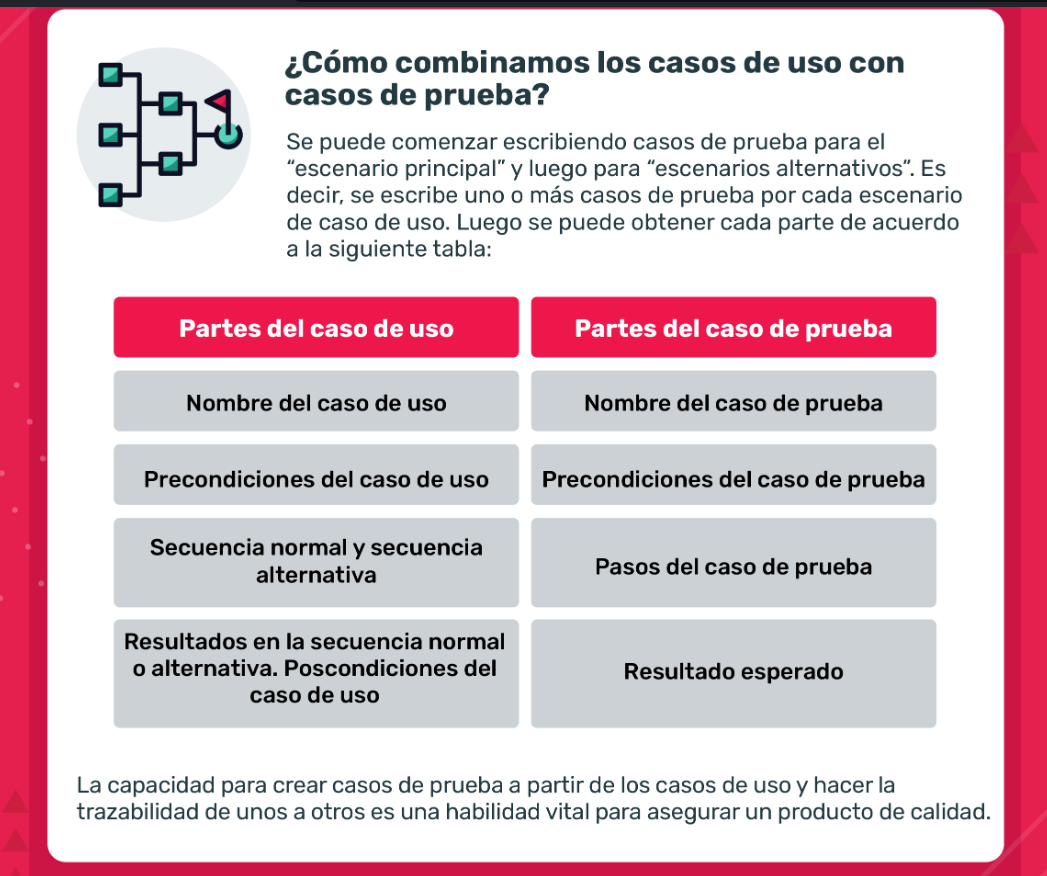 ¿Cómo combinamos los casos de uso con
casos de prueba?
Se puede comenzar escribiendo casos de prueba para el
“escenario principal” y luego para “escenarios alternativos”. Es
decir, se escribe uno o más casos de prueba por cada escenario
de caso de uso. Luego se puede obtener cada parte de acuerdo
a la siguiente tabla:
Partes del caso de uso
Partes del caso de prueba
Nombre del caso de uso
Nombre del caso de prueba
Precondiciones del caso de uso
Precondiciones del caso de prueba
Secuencia normal y secuencia
alternativa
Pasos del caso de prueba
Resultados en la secuencia normal
o alternativa. Poscondiciones del
caso de uso
Resultado esperado
La capacidad para crear casos de prueba a partir de los casos de uso y hacer la
trazabilidad de unos a otros es una habilidad vital para asegurar un producto de calidad.